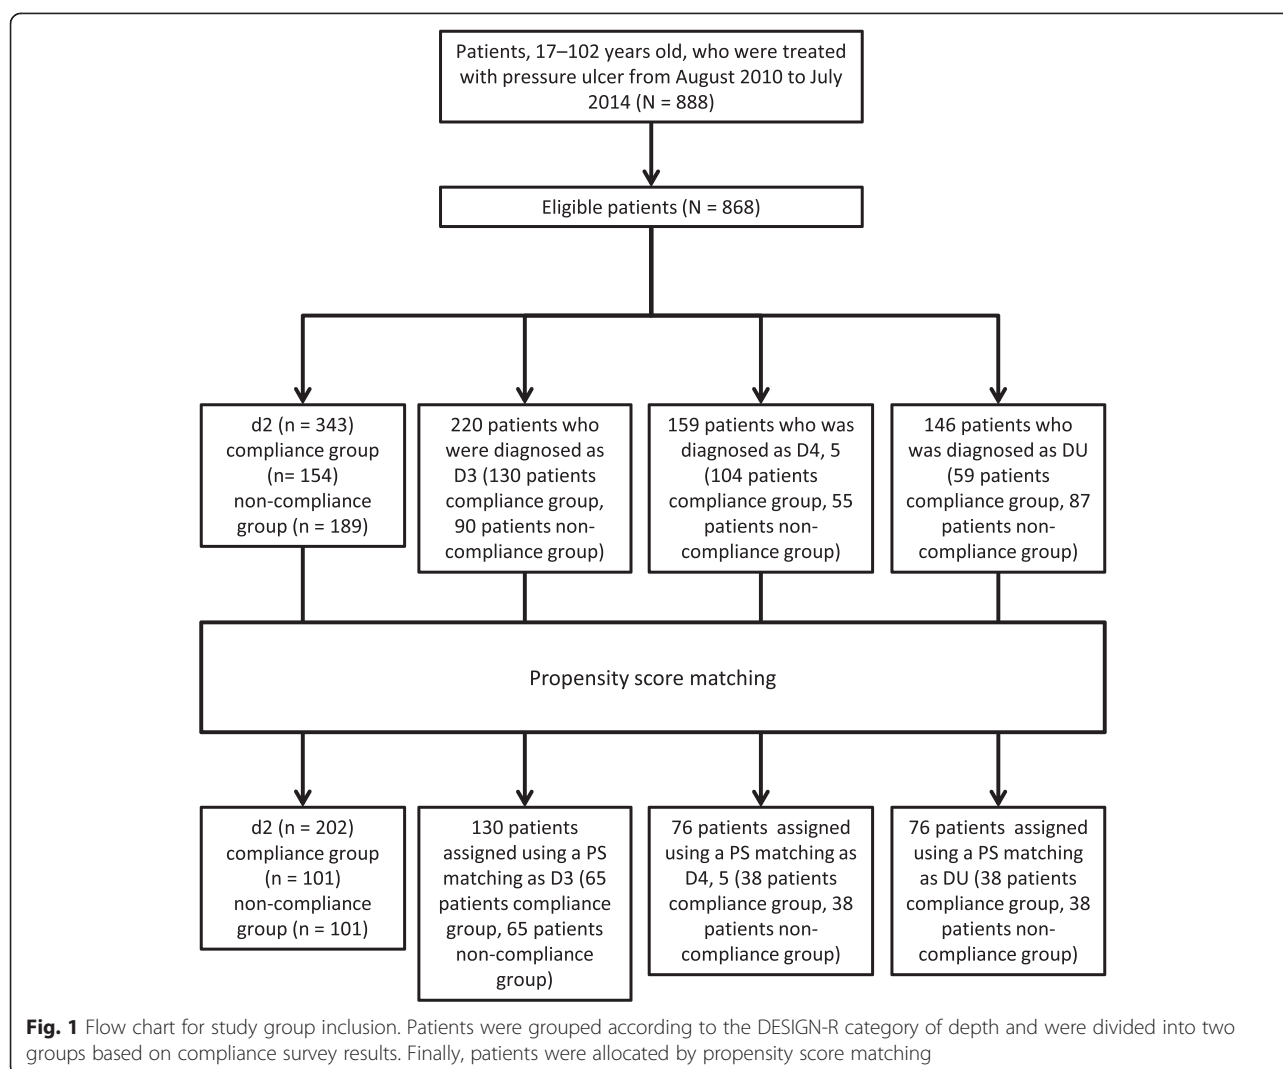 Patients, 17–102 years old, who were treated
with pressure ulcer from August 2010 to July
2014 (N = 888)
Eligible patients (N = 868)
d2 (n = 343)
compliance group
(n= 154)
non-compliance
group (n = 189)
220 patients who
were diagnosed as
D3 (130 patients
compliance group,
90 patients non-
compliance group)
159 patients who was
diagnosed as D4, 5
(104 patients
compliance group, 55
patients non-
compliance group)
146 patients who
was diagnosed as DU
(59 patients
compliance group, 87
patients non-
compliance group)
Propensity score matching
d2 (n = 202)
compliance group
(n = 101)
non-compliance
group (n = 101)
130 patients
assigned using a PS
matching as D3 (65
patients compliance
group, 65 patients
non-compliance
group)
76 patients  assigned
using a PS matching as
D4, 5 (38 patients
compliance group, 38
patients non-
compliance group)
76 patients  assigned
using a PS matching
as DU (38 patients
compliance group, 38
patients non-
compliance group)
Fig. 1 Flow chart for study group inclusion. Patients were grouped according to the DESIGN-R category of depth and were divided into two
groups based on compliance survey results. Finally, patients were allocated by propensity score matching